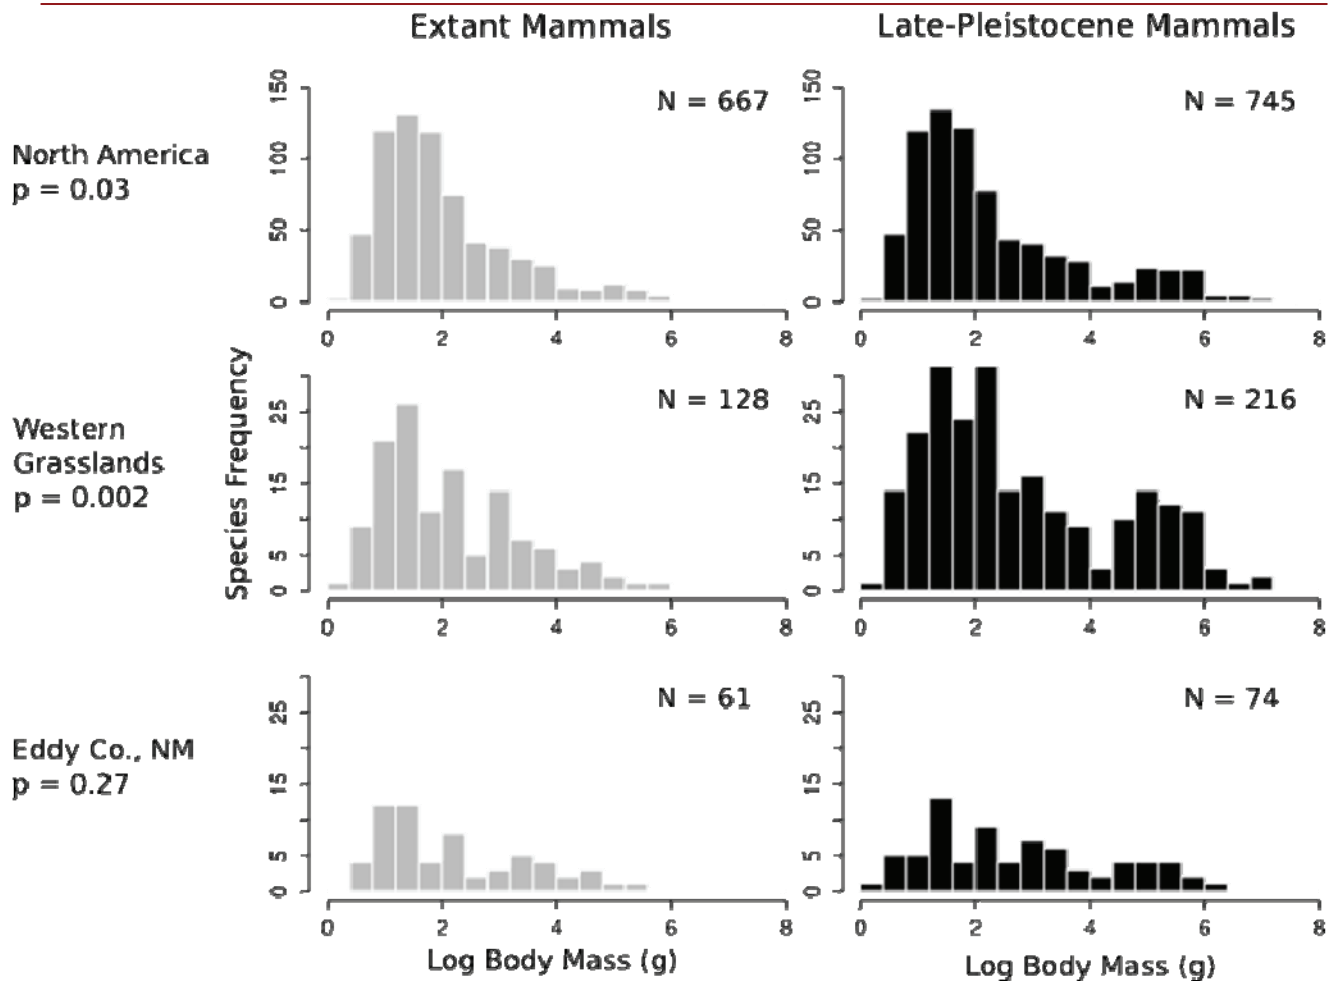 Extant Mammals
Late-Pleistocene Mammals
North America
p = 0.03
150
100
50
0
N = 667
0 2 4 6 8
150
100
50
0
N = 745
0 2 4 6 8
Species Frequency
Western
Grasslands
p = 0.002
25
15
5
0
N = 128
0 2 4 6 8
25
15
5
0
N = 216
0 2 4 6 8
Eddy Co., NM
p = 0.27
25
15
5
0
N = 61
0 2 4 6 8
Log Body Mass (g)
25
15
5
0
N = 74
0 2 4 6 8
Log Body Mass (g)